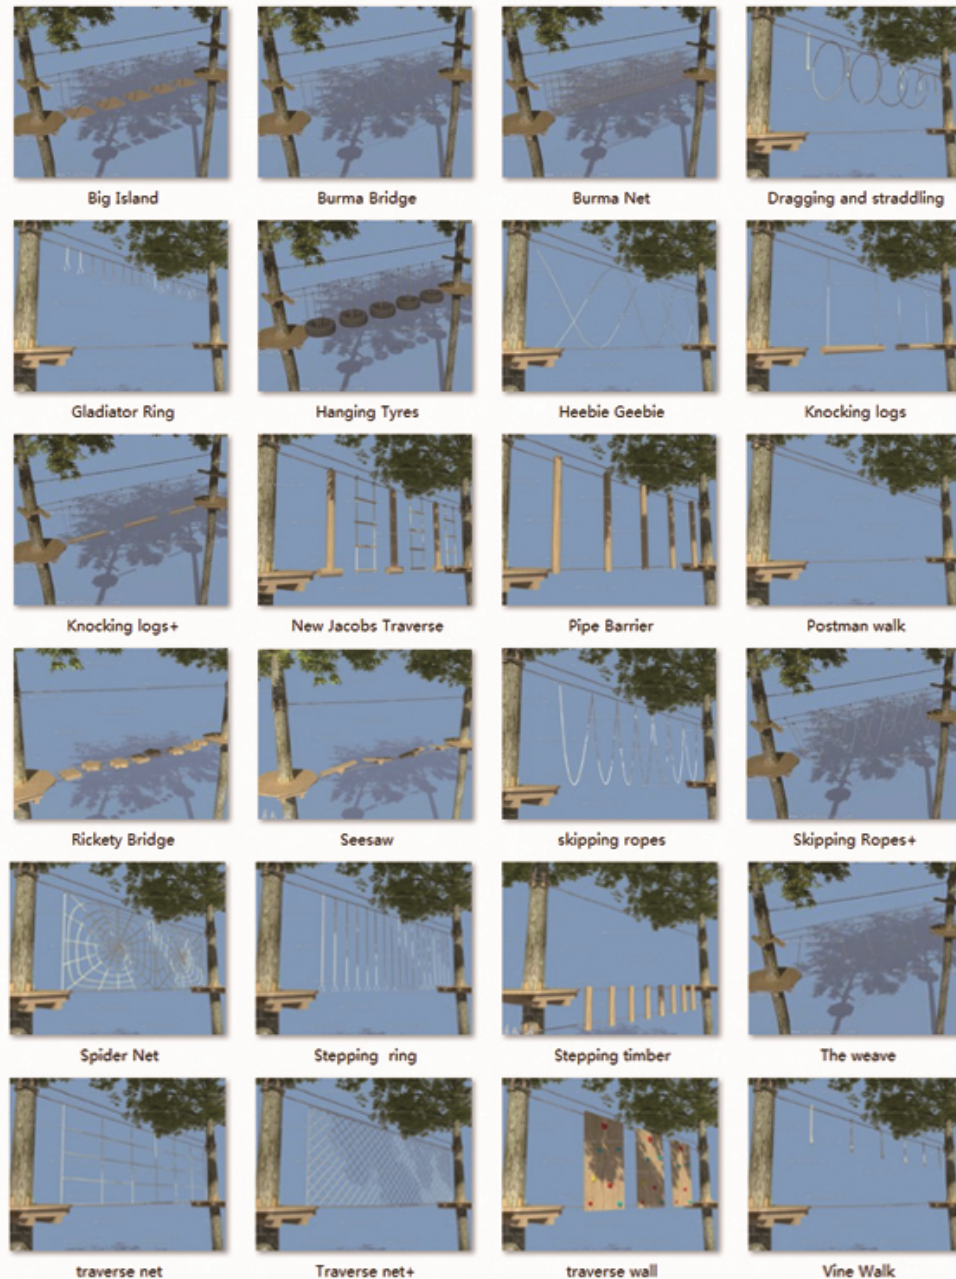 Big Island
Burma Bridge
Burma Net
Dragging and straddling
Gladiator Ring
Hanging Tyres
Heebie Geebie
Knocking logs
Knocking logs+
New Jacobs Traverse
Pipe Barrier
Postman walk
Rickety Bridge
Seesaw
skipping ropes
Skipping Ropes+
Spider Net
Stepping ring
Stepping timber
The weave
traverse net
Traverse net+
traverse wall
Vine Walk